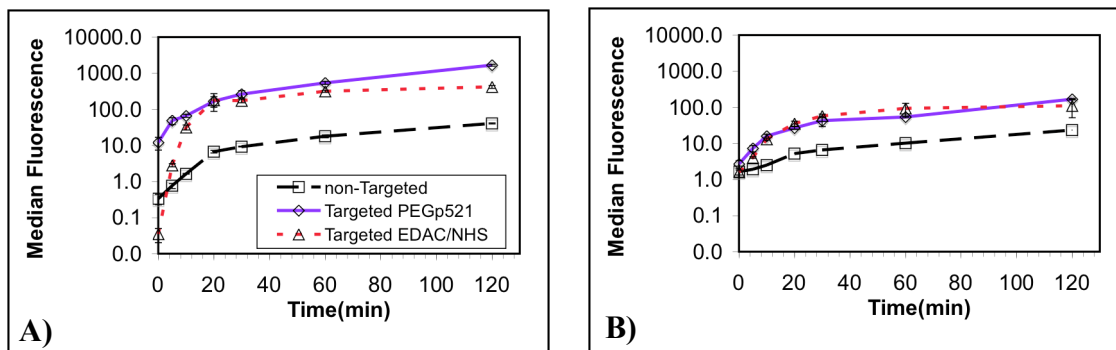 Median Fluorescence
10000.0
1000.0
100.0
10.0
1.0
0.1
0.0
non-Targeted
Targeted PEGp521
Targeted EDAC/NHS
0 20 40 60 80 100 120
Time(min)
A)
Median Fluorescence
10000.0
1000.0
100.0
10.0
1.0
0.1
0.0
0 20 40 60 80 100 120
Time(min)
B)